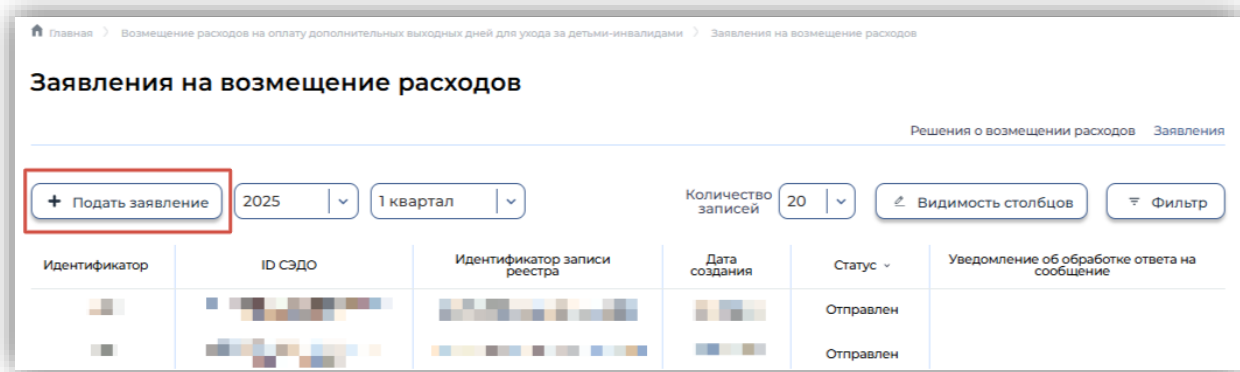 Главная > Возмещение расходов на оплату дополнительных выходных дней для ухода за детьми-инвалидами > Заявления на возмещение расходов
Заявления на возмещение расходов
Решения о возмещении расходов Заявления
+ Подать заявление 2025 1 квартал Количество записей 20 Видимость столбцов Фильтр
Идентификатор ID СЭДО Идентификатор записи реестра Дата создания Статус Уведомление об обработке ответа на сообщение
Отправлен
Отправлен